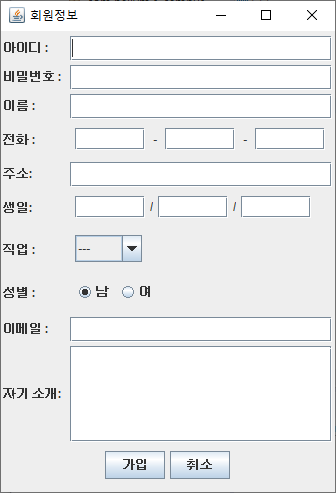 회원정보
아이디 :
비밀번호 :
이름 :
전화 : - -
주소:
생일: / /
직업 : ---
성별 : 남 여
이메일 :
자기 소개:
가입 취소